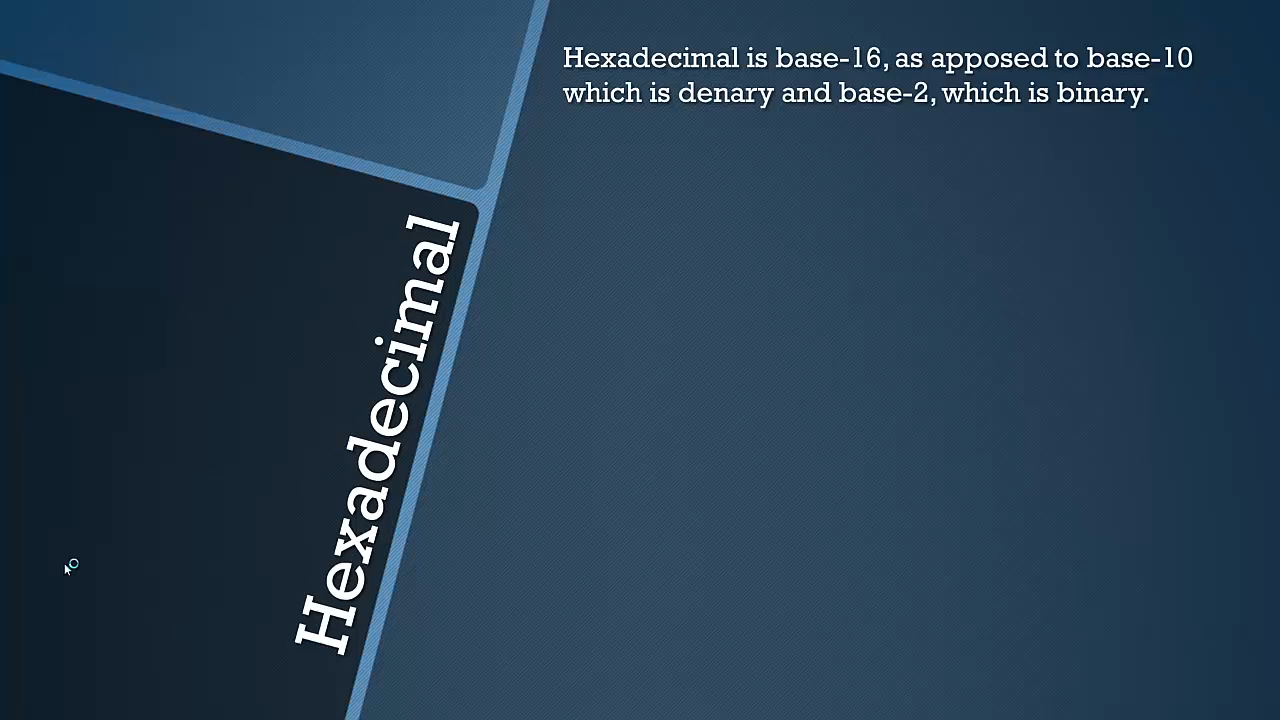 Hexadecimal is base-16, as apposed to base-10
which is denary and base-2, which is binary.
Hexadecimal